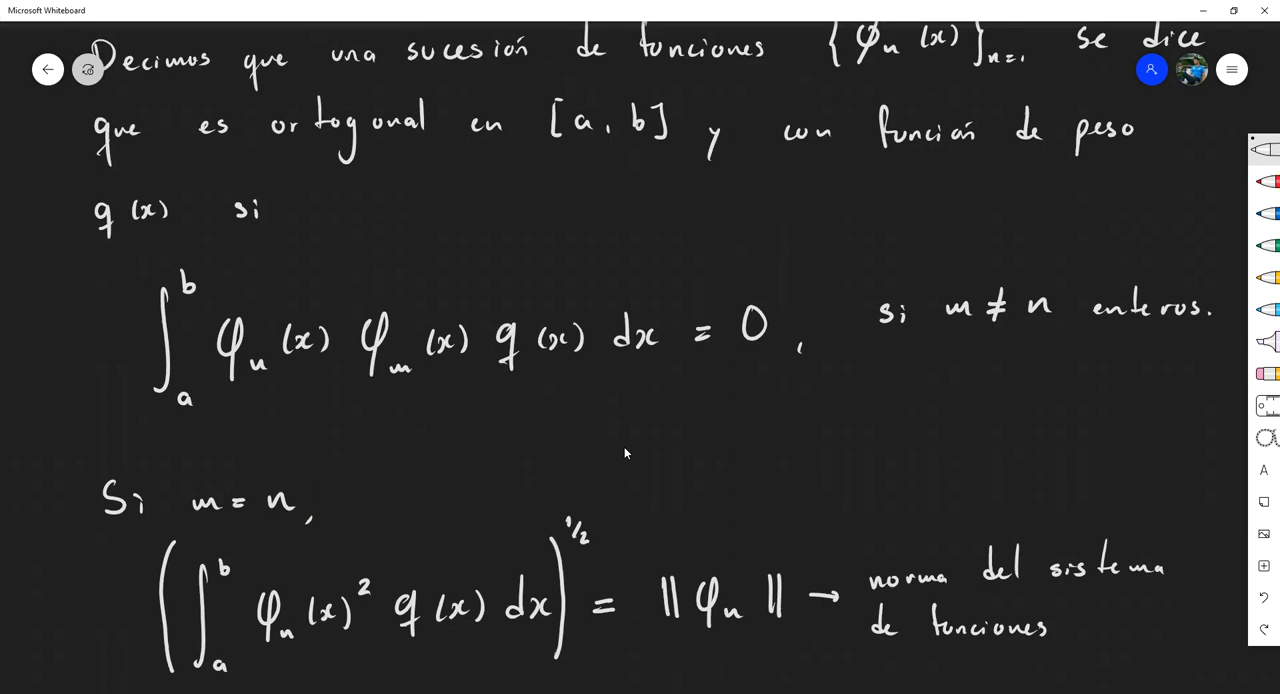 Microsoft Whiteboard
Decimos que una sucesión de funciones {φₙ(x)}ₙ₌₁ se dice
que es ortogonal en [a, b] y con función de peso
q(x) si
∫ₐᵇ φₙ(x) φₘ(x) q(x) dx = 0, si m ≠ n enteros.
Si m = n,
(∫ₐᵇ φₙ(x)² q(x) dx)^(1/2) = ||φₙ|| → norma del sistema
de funciones
A